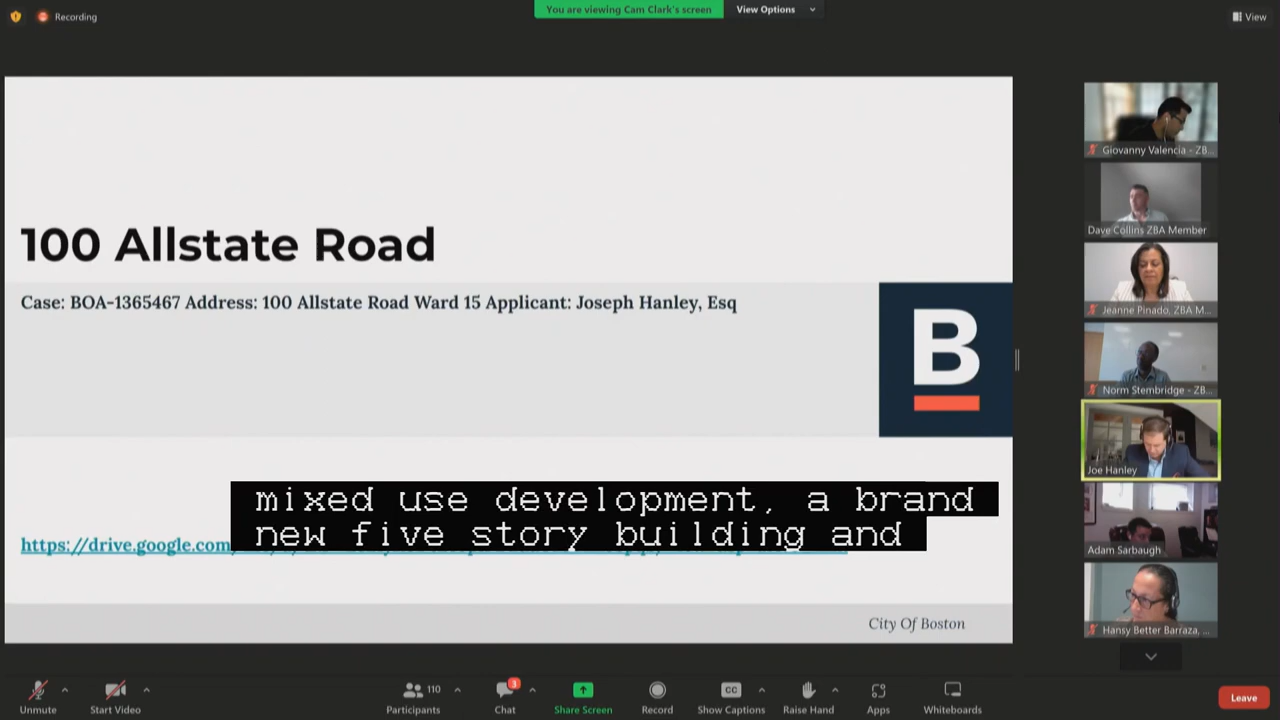 Recording
You are viewing Cam Clark's screen
View Options
View
100 Allstate Road
Case: BOA-1365467 Address: 100 Allstate Road Ward 15 Applicant: Joseph Hanley, Esq
B
mixed use development, a brand
new five story building and
https://drive.google.com
City Of Boston
Giovanny Valencia - ZB...
Dave Collins ZBA Member
Jeanne Pinado, ZBA M...
Norm Stembridge - ZB...
Joe Hanley
Adam Sarbaugh
Hansy Better Barraza, ...
Unmute
Start Video
110
Participants
3
Chat
Share Screen
Record
CC
Show Captions
Raise Hand
Apps
Whiteboards
Leave